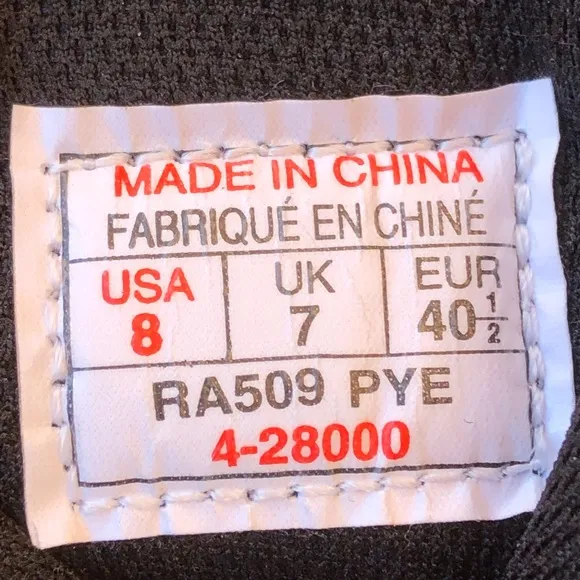 MADE IN CHINA
FABRIQUÉ EN CHINÉ
USA UK EUR
8 7 40 1/2
RA509 PYE
4-28000